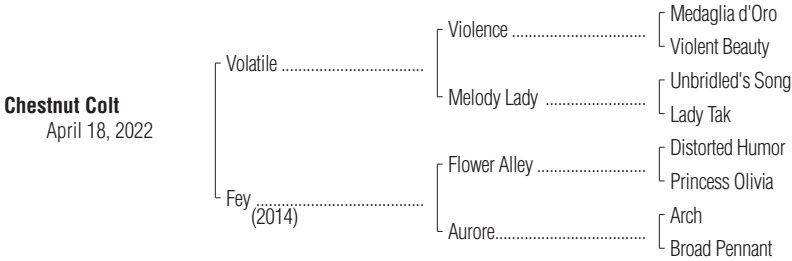 Medaglia d'Oro
Violence ................................
Violent Beauty
Volatile ..................................
Unbridled's Song
Melody Lady ........................
Lady Tak
Chestnut Colt
April 18, 2022
Distorted Humor
Flower Alley ..........................
Princess Olivia
Fey ........................................
(2014)
Arch
Aurore....................................
Broad Pennant